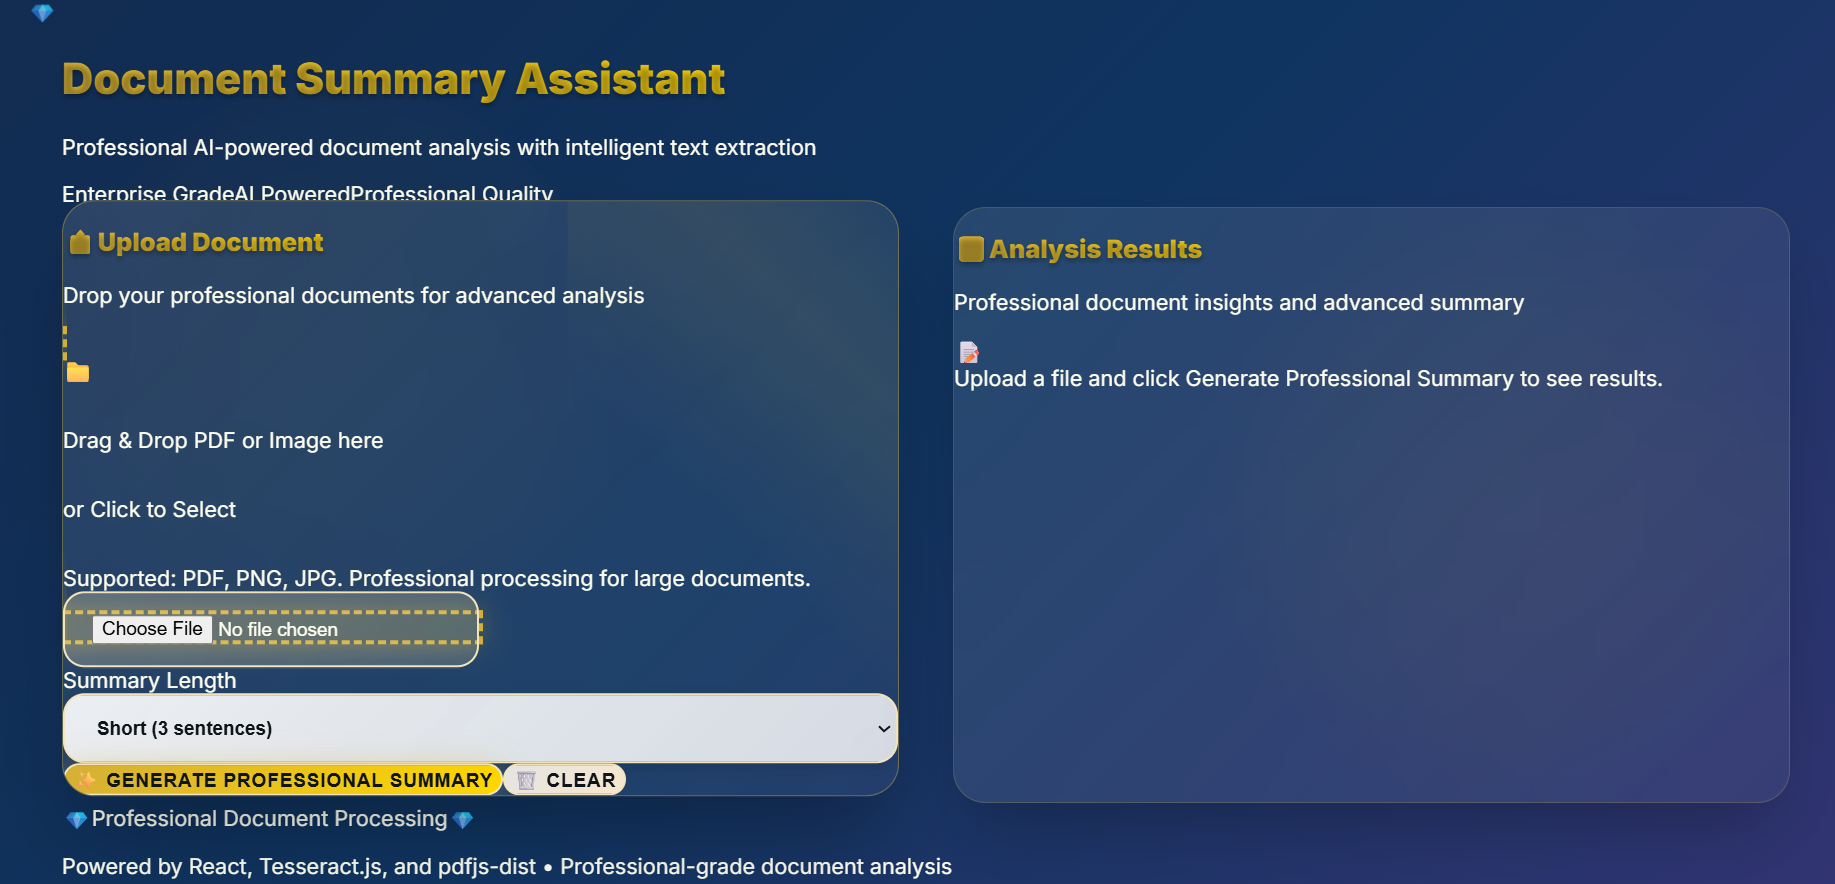 Document Summary Assistant
Professional AI-powered document analysis with intelligent text extraction
Enterprise GradeAI PoweredProfessional Quality
Upload Document
Drop your professional documents for advanced analysis
Drag & Drop PDF or Image here
or Click to Select
Supported: PDF, PNG, JPG. Professional processing for large documents.
Choose File No file chosen
Summary Length
Short (3 sentences)
GENERATE PROFESSIONAL SUMMARY CLEAR
Analysis Results
Professional document insights and advanced summary
Upload a file and click Generate Professional Summary to see results.
Professional Document Processing
Powered by React, Tesseract.js, and pdfjs-dist • Professional-grade document analysis